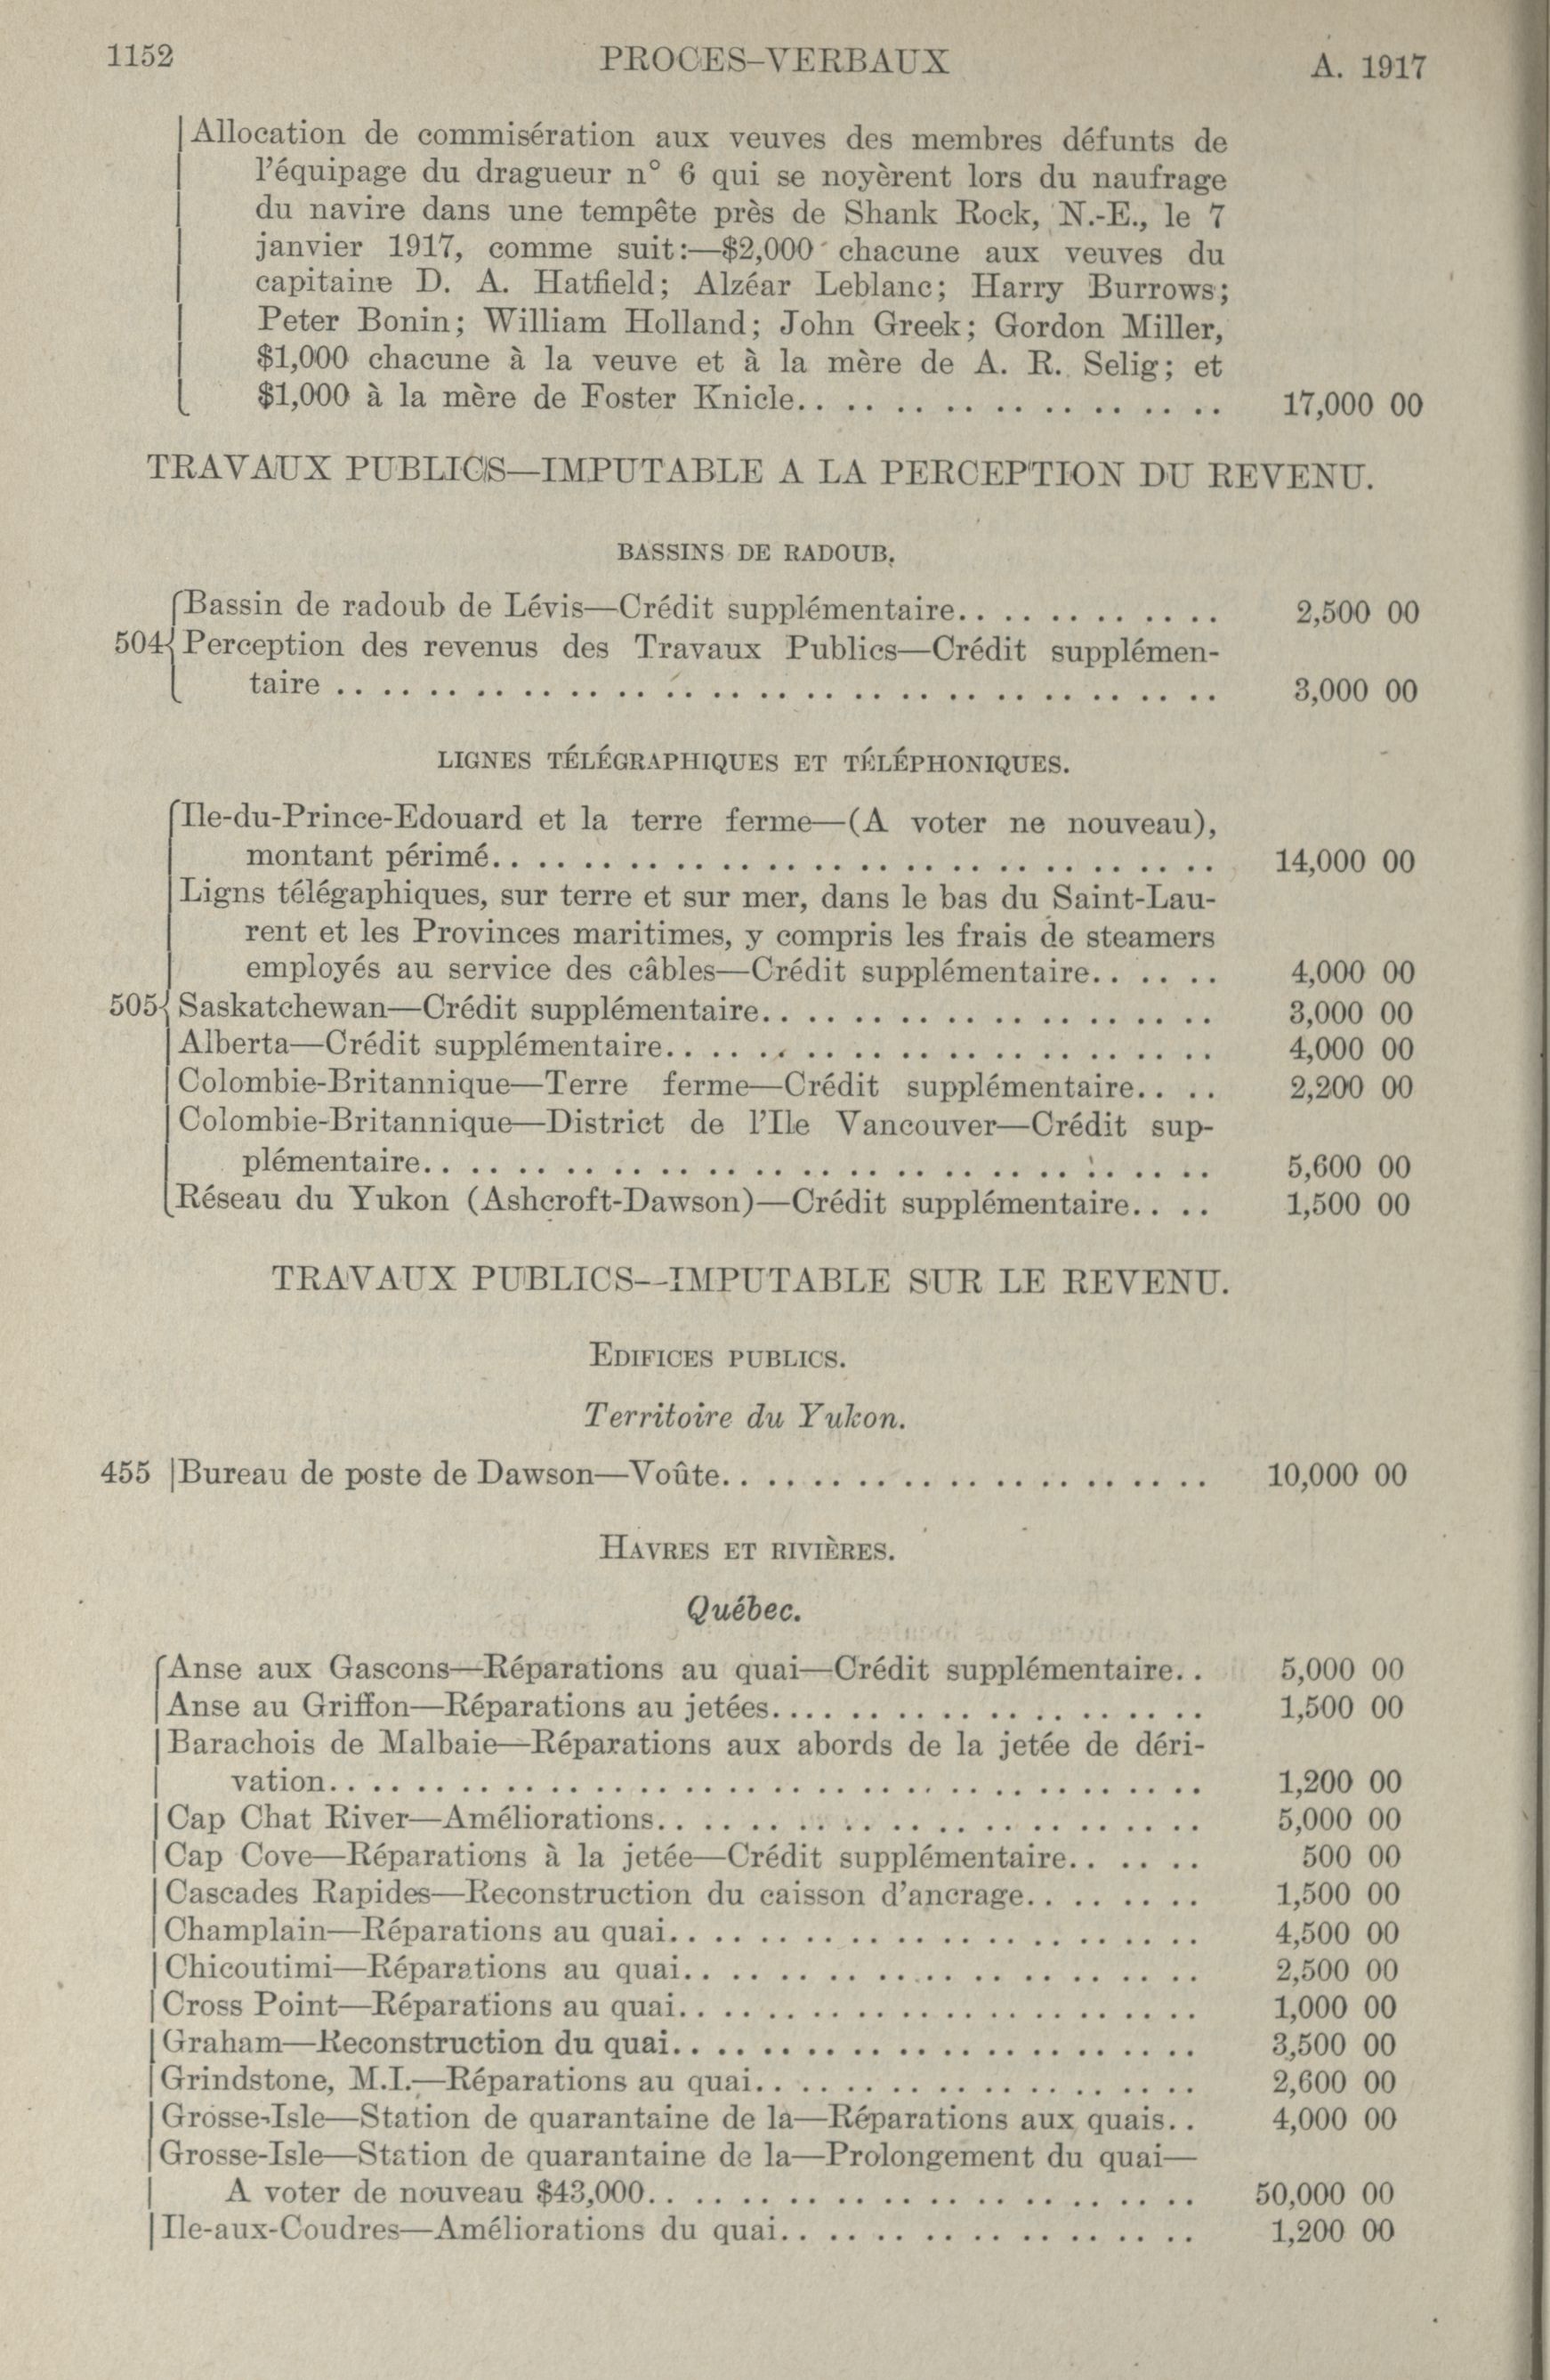 1152 PROCES-VERBAUX A. 1917
Allocation de commisération aux veuves des membres défunts de
l'équipage du dragueur n° 6 qui se noyèrent lors du naufrage
du navire dans une tempête près de Shank Rock, N.-E., le 7
janvier 1917, comme suit:—$2,000 chacune aux veuves du
capitaine D. A. Hatfield; Alzéar Leblanc; Harry Burrows;
Peter Bonin; William Holland; John Greek; Gordon Miller,
$1,000 chacune à la veuve et à la mère de A. R. Selig; et
$1,000 à la mère de Foster Knicle.. .. .. .. .. .. .. .. .. 17,000 00
TRAVAUX PUBLICS—IMPUTABLE A LA PERCEPTION DU REVENU.
BASSINS DE RADOUB.
Bassin de radoub de Lévis—Crédit supplémentaire.. .. .. .. .. .. 2,500 00
504 Perception des revenus des Travaux Publics—Crédit supplémen-
taire .. .. .. .. .. .. .. .. .. .. .. .. .. .. .. .. .. .. .. 3,000 00
LIGNES TÉLÉGRAPHIQUES ET TÉLÉPHONIQUES.
Ile-du-Prince-Edouard et la terre ferme—(A voter ne nouveau),
montant périmé.. .. .. .. .. .. .. .. .. .. .. .. .. .. .. .. 14,000 00
Ligns télégaphiques, sur terre et sur mer, dans le bas du Saint-Lau-
rent et les Provinces maritimes, y compris les frais de steamers
employés au service des câbles—Crédit supplémentaire.. .. .. 4,000 00
505 Saskatchewan—Crédit supplémentaire.. .. .. .. .. .. .. .. .. .. 3,000 00
Alberta—Crédit supplémentaire.. .. .. .. .. .. .. .. .. .. .. .. 4,000 00
Colombie-Britannique—Terre ferme—Crédit supplémentaire.. .. 2,200 00
Colombie-Britannique—District de l'Ile Vancouver—Crédit sup-
plémentaire.. .. .. .. .. .. .. .. .. .. .. .. .. .. .. .. .. 5,600 00
Réseau du Yukon (Ashcroft-Dawson)—Crédit supplémentaire.. .. 1,500 00
TRAVAUX PUBLICS—IMPUTABLE SUR LE REVENU.
EDIFICES PUBLICS.
Territoire du Yukon.
455 Bureau de poste de Dawson—Voûte.. .. .. .. .. .. .. .. .. .. .. 10,000 00
HAVRES ET RIVIÈRES.
Québec.
Anse aux Gascons—Réparations au quai—Crédit supplémentaire.. 5,000 00
Anse au Griffon—Réparations au jetées.. .. .. .. .. .. .. .. .. .. 1,500 00
Barachois de Malbaie—Réparations aux abords de la jetée de déri-
vation.. .. .. .. .. .. .. .. .. .. .. .. .. .. .. .. .. .. .. .. 1,200 00
Cap Chat River—Améliorations.. .. .. .. .. .. .. .. .. .. .. .. 5,000 00
Cap Cove—Réparations à la jetée—Crédit supplémentaire.. .. .. 500 00
Cascades Rapides—Reconstruction du caisson d'ancrage.. .. .. .. 1,500 00
Champlain—Réparations au quai.. .. .. .. .. .. .. .. .. .. .. .. 4,500 00
Chicoutimi—Réparations au quai.. .. .. .. .. .. .. .. .. .. .. .. 2,500 00
Cross Point—Réparations au quai.. .. .. .. .. .. .. .. .. .. .. .. 1,000 00
Graham—Reconstruction du quai.. .. .. .. .. .. .. .. .. .. .. .. 3,500 00
Grindstone, M.I.—Réparations au quai.. .. .. .. .. .. .. .. .. .. 2,600 00
Grosse-Isle—Station de quarantaine de la—Réparations aux quais.. 4,000 00
Grosse-Isle—Station de quarantaine de la—Prolongement du quai—
A voter de nouveau $43,000.. .. .. .. .. .. .. .. .. .. .. .. 50,000 00
Ile-aux-Coudres—Améliorations du quai.. .. .. .. .. .. .. .. .. 1,200 00